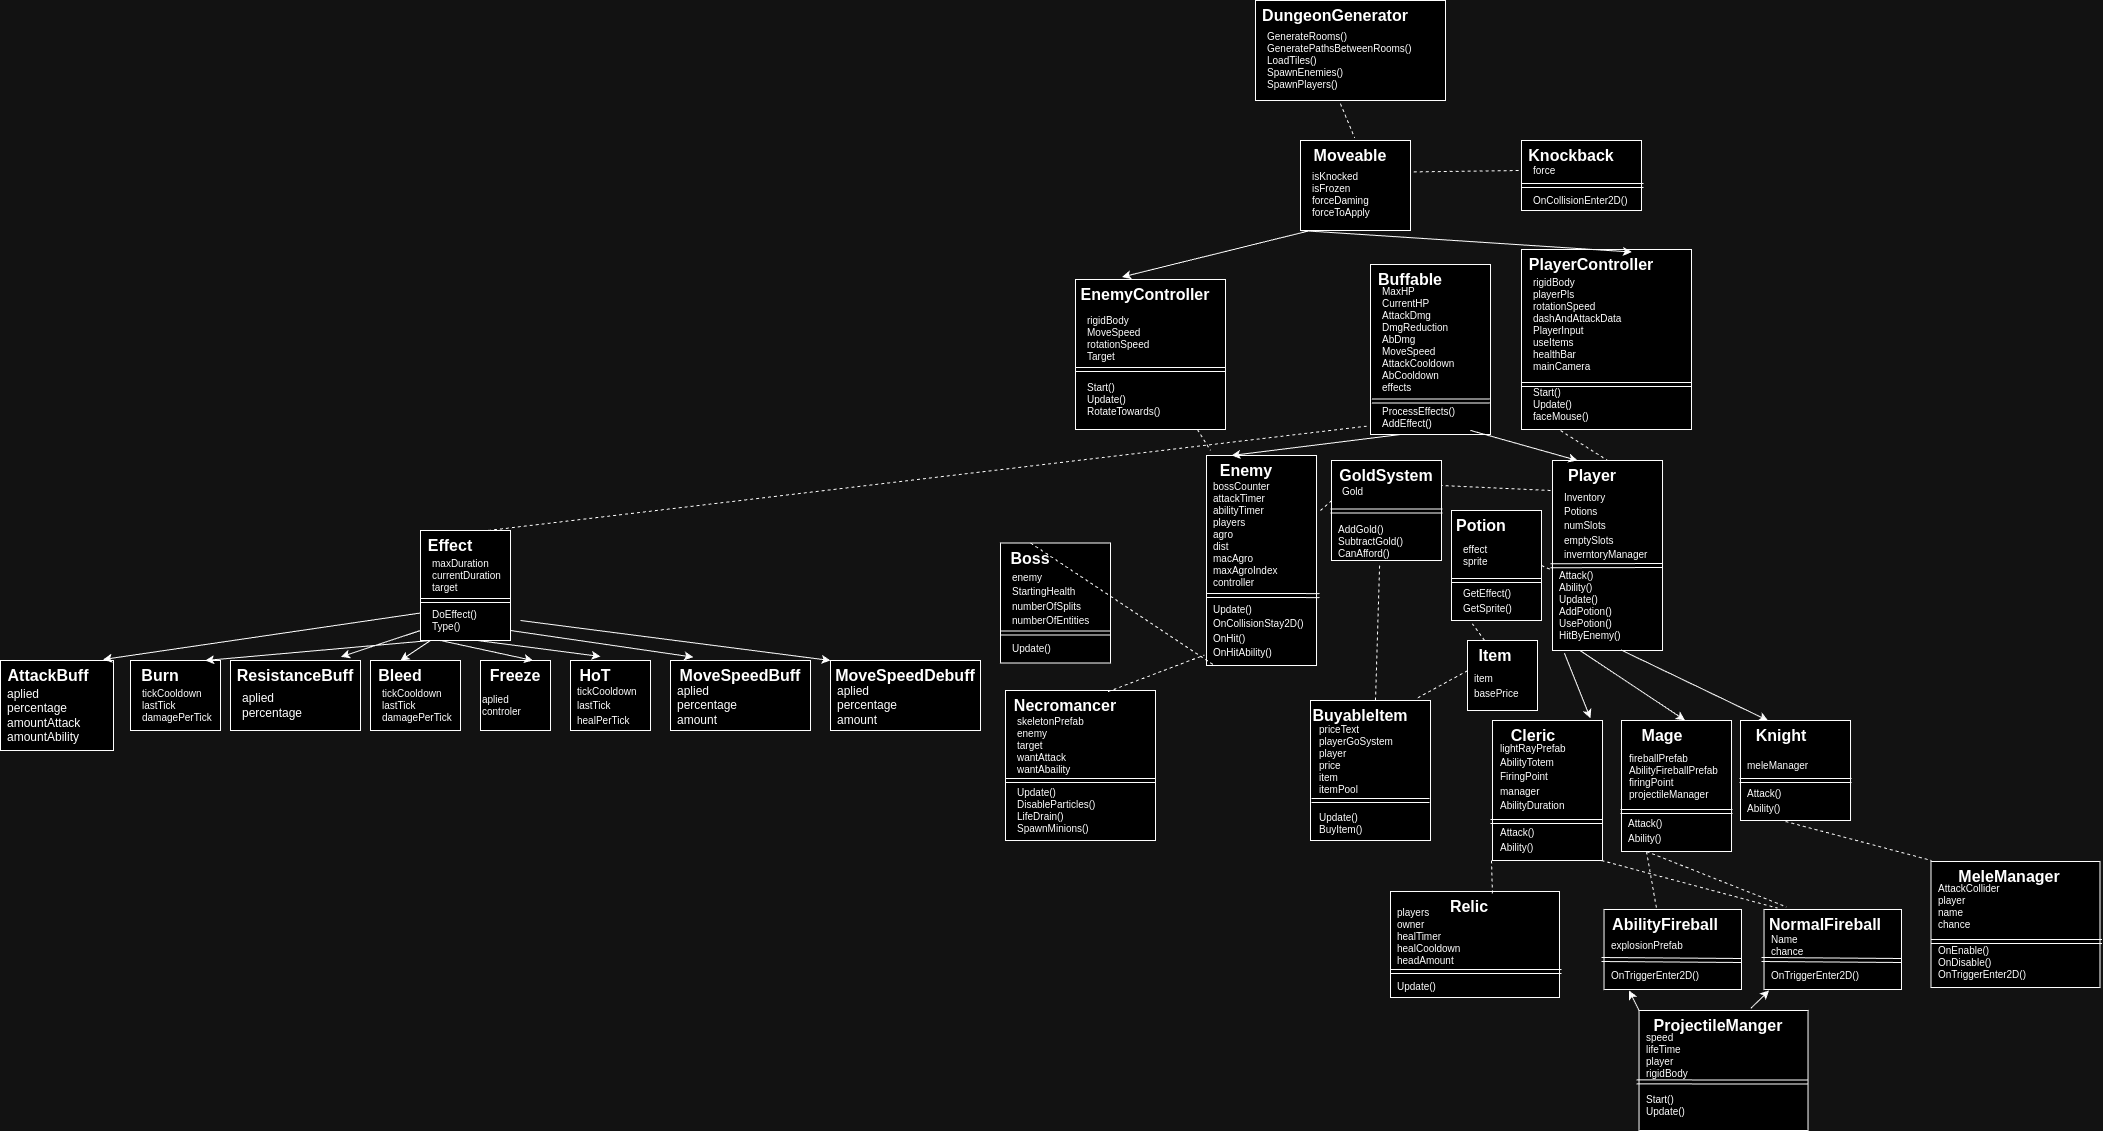 DungeonGenerator
GenerateRooms()
GeneratePathsBetweenRooms()
LoadTiles()
SpawnEnemies()
SpawnPlayers()
Moveable
isKnocked
isFrozen
forceDaming
forceToApply
Knockback
force
OnCollisionEnter2D()
EnemyController
rigidBody
MoveSpeed
rotationSpeed
Target
Start()
Update()
RotateTowards()
Buffable
MaxHP
CurrentHP
AttackDmg
DmgReduction
AbDmg
MoveSpeed
AttackCooldown
AbCooldown
effects
ProcessEffects()
AddEffect()
PlayerController
rigidBody
playerPls
rotationSpeed
dashAndAttackData
PlayerInput
useItems
healthBar
mainCamera
Start()
Update()
faceMouse()
Enemy
bossCounter
attackTimer
abilityTimer
players
agro
dist
macAgro
maxAgroIndex
controller
Update()
OnCollisionStay2D()
OnHit()
OnHitAbility()
GoldSystem
Gold
AddGold()
SubtractGold()
CanAfford()
Potion
effect
sprite
GetEffect()
GetSprite()
Player
Inventory
Potions
numSlots
emptySlots
inverntoryManager
Attack()
Ability()
Update()
AddPotion()
UsePotion()
HitByEnemy()
Effect
maxDuration
currentDuration
target
DoEffect()
Type()
Boss
enemy
StartingHealth
numberOfSplits
numberOfEntities
Update()
Item
item
basePrice
AttackBuff
aplied
percentage
amountAttack
amountAbility
Burn
tickCooldown
lastTick
damagePerTick
ResistanceBuff
aplied
percentage
Bleed
tickCooldown
lastTick
damagePerTick
Freeze
aplied
controler
HoT
tickCooldown
lastTick
healPerTick
MoveSpeedBuff
aplied
percentage
amount
MoveSpeedDebuff
aplied
percentage
amount
Necromancer
skeletonPrefab
enemy
target
wantAttack
wantAbaility
Update()
DisableParticles()
LifeDrain()
SpawnMinions()
BuyableItem
priceText
playerGoSystem
player
price
item
itemPool
Update()
BuyItem()
Cleric
lightRayPrefab
AbilityTotem
FiringPoint
manager
AbilityDuration
Attack()
Ability()
Mage
fireballPrefab
AbilityFireballPrefab
firingPoint
projectileManager
Attack()
Ability()
Knight
meleManager
Attack()
Ability()
Relic
players
owner
healTimer
healCooldown
headAmount
Update()
AbilityFireball
explosionPrefab
OnTriggerEnter2D()
NormalFireball
Name
chance
OnTriggerEnter2D()
MeleManager
AttackCollider
player
name
chance
OnEnable()
OnDisable()
OnTriggerEnter2D()
ProjectileManger
speed
lifeTime
player
rigidBody
Start()
Update()